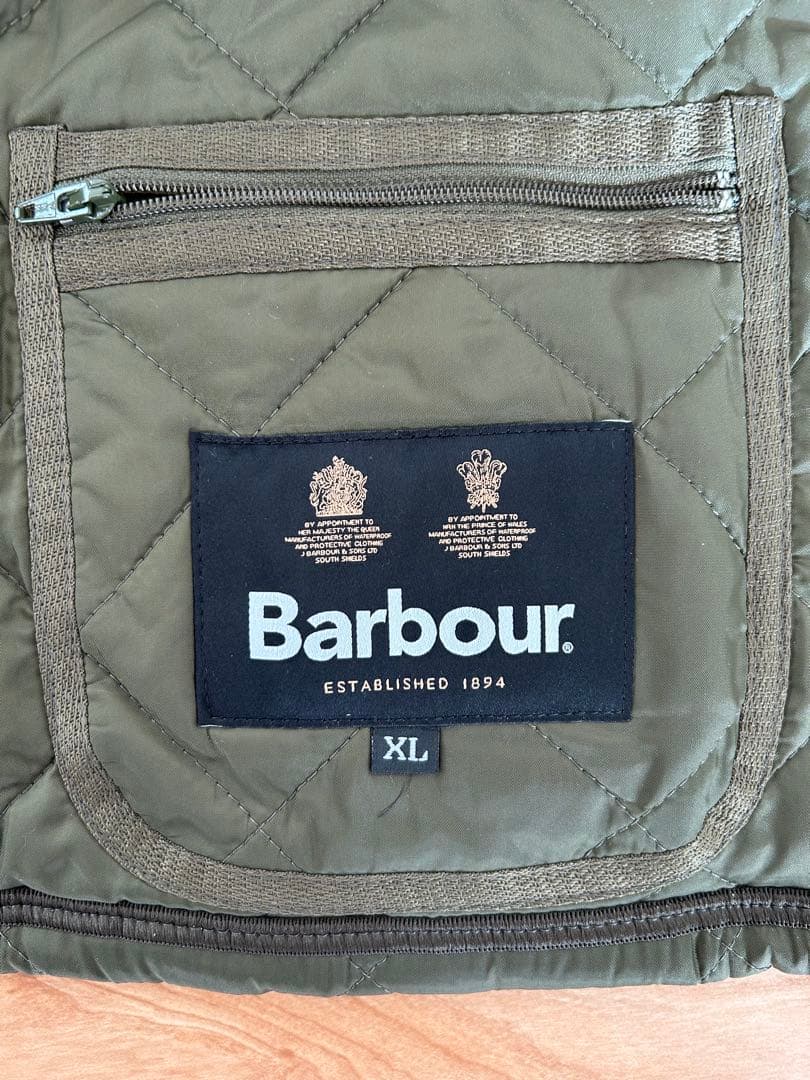 BY APPOINTMENT TO
HER MAJESTY THE QUEEN
MANUFACTURERS OF WATERPROOF
AND PROTECTIVE CLOTHING
J BARBOUR & SONS LTD
SOUTH SHIELDS
BY APPOINTMENT TO
HRH THE PRINCE OF WALES
MANUFACTURERS OF WATERPROOF
AND PROTECTIVE CLOTHING
J BARBOUR & SONS LTD
SOUTH SHIELDS
Barbour®
ESTABLISHED 1894
XL